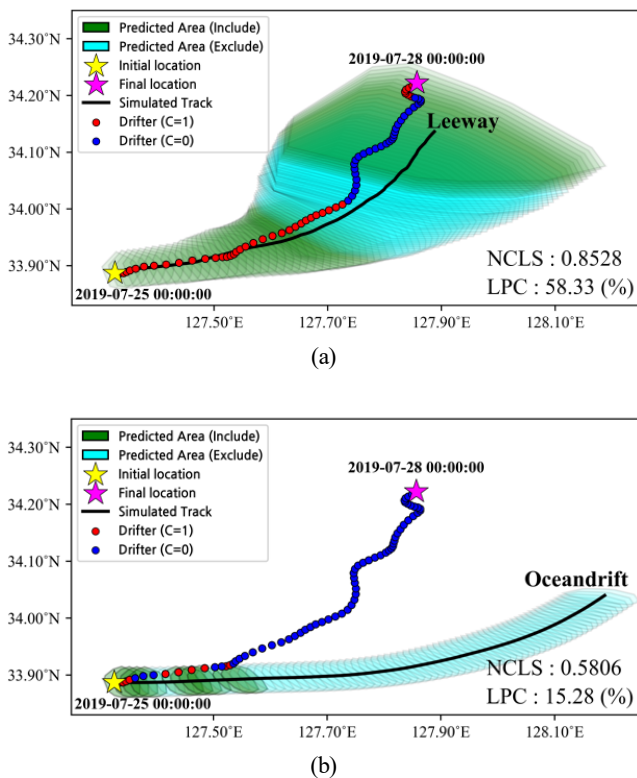 34.30°N
34.20°N
34.10°N
34.00°N
33.90°N
Predicted Area (Include)
Predicted Area (Exclude)
Initial location
Final location
Simulated Track
Drifter (C=1)
Drifter (C=0)
2019-07-28 00:00:00
Leeway
2019-07-25 00:00:00
NCLS : 0.8528
LPC : 58.33 (%)
127.50°E
127.70°E
127.90°E
128.10°E
(a)
34.30°N
34.20°N
34.10°N
34.00°N
33.90°N
Predicted Area (Include)
Predicted Area (Exclude)
Initial location
Final location
Simulated Track
Drifter (C=1)
Drifter (C=0)
2019-07-28 00:00:00
Oceandrift
2019-07-25 00:00:00
NCLS : 0.5806
LPC : 15.28 (%)
127.50°E
127.70°E
127.90°E
128.10°E
(b)